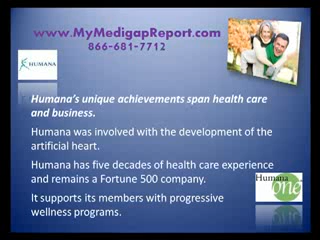 www.MyMedigapReport.com
866-681-7712
HUMANA
Humana's unique achievements span health care
and business.
Humana was involved with the development of the
artificial heart.
Humana has five decades of health care experience
and remains a Fortune 500 company.
Humana
one
It supports its members with progressive
wellness programs.